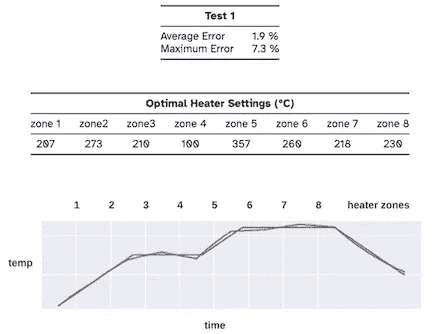 Test 1
Average Error 1.9 %
Maximum Error 7.3 %
Optimal Heater Settings (°C)
zone 1 zone2 zone3 zone 4 zone 5 zone 6 zone 7 zone 8
207 273 210 100 357 260 218 230
1 2 3 4 5 6 7 8 heater zones
temp
time